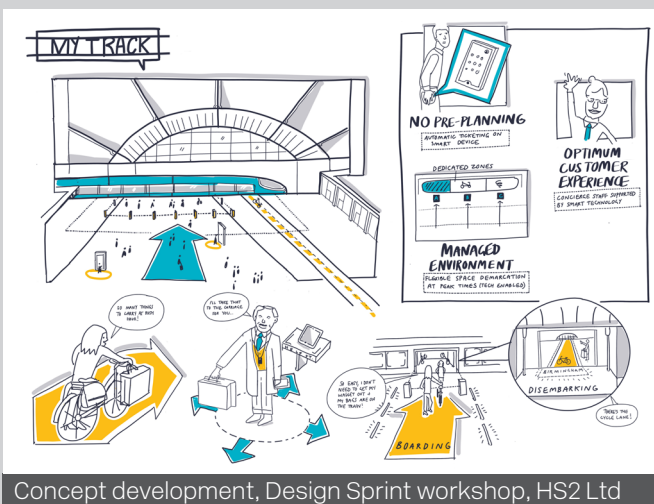 MY TRACK
NO PRE-PLANNING
AUTOMATIC TICKETING ON
SMART DEVICE
DEDICATED ZONES
MANAGED
ENVIRONMENT
FLEXIBLE SPACE DEMARCATION
AT PEAK TIMES (TECH ENABLED)
OPTIMUM
CUSTOMER
EXPERIENCE
CONCIERGE STAFF SUPPORTED
BY SMART TECHNOLOGY
SO MANY THINGS
TO CARRY AT RUSH
HOUR!
I'LL TAKE THAT
TO THE CARRIAGE
FOR YOU...
SO EASY, I DON'T
NEED TO GET MY
WALLET OUT &
MY BAGS ARE ON
THE TRAIN!
BOARDING
BIRMINGHAM
DISEMBARKING
THERE'S THE
CYCLE LANE!
Concept development, Design Sprint workshop, HS2 Ltd